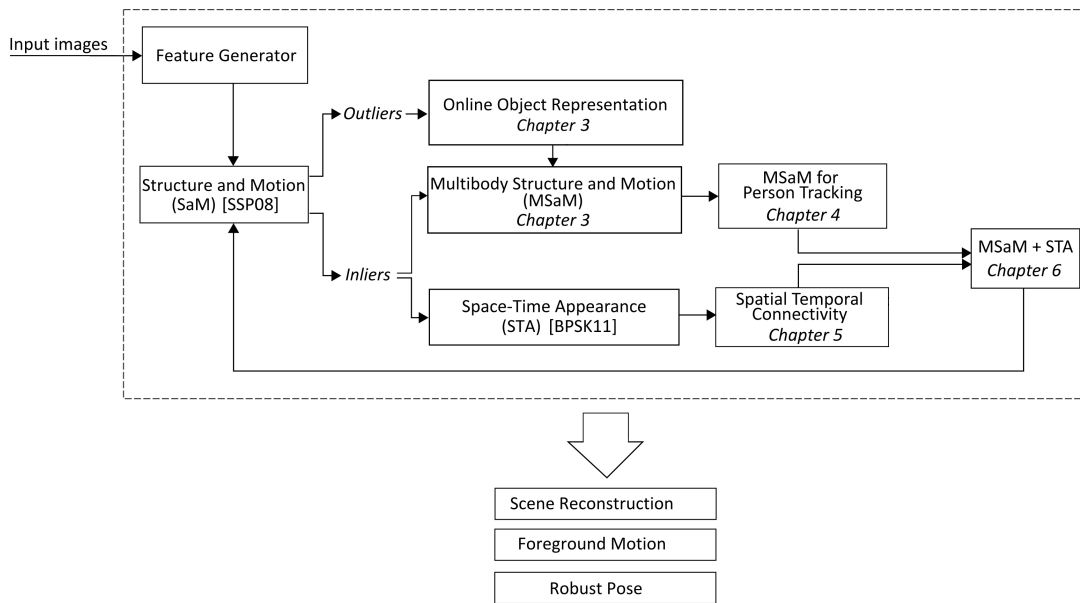 Input images
Feature Generator
Structure and Motion
(SaM) [SSP08]
Outliers
Inliers
Online Object Representation
Chapter 3
Multibody Structure and Motion
(MSaM)
Chapter 3
Space-Time Appearance
(STA) [BPSK11]
MSaM for
Person Tracking
Chapter 4
Spatial Temporal
Connectivity
Chapter 5
MSaM + STA
Chapter 6
Scene Reconstruction
Foreground Motion
Robust Pose